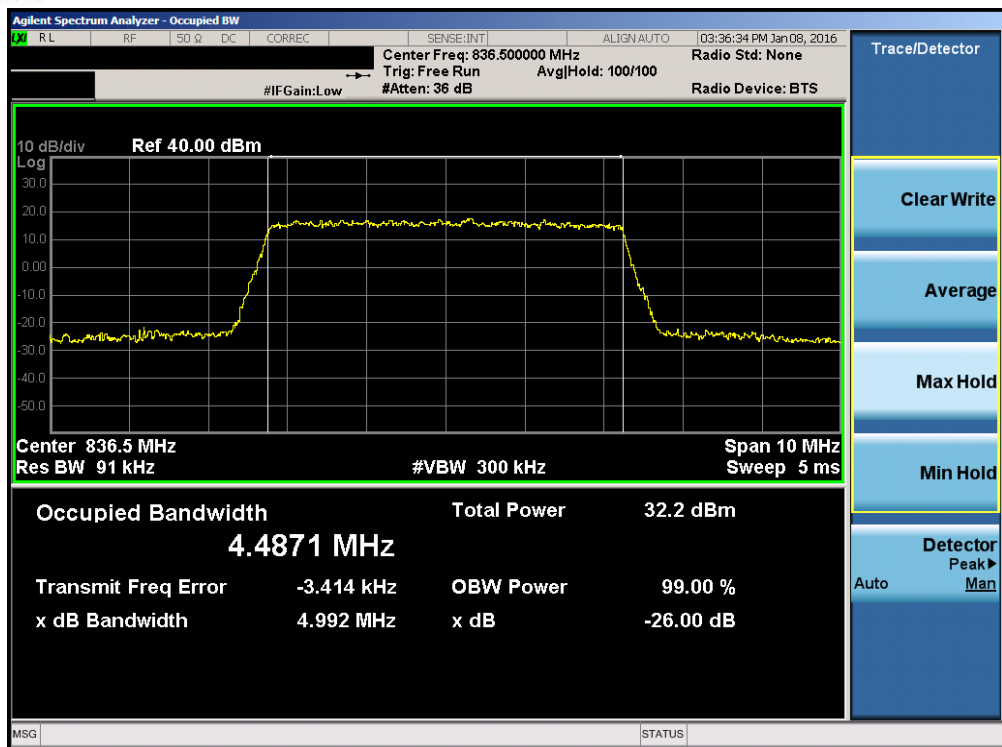 Agilent Spectrum Analyzer - Occupied BW
LXI RL RF 50 Ω DC CORREC SENSE:INT ALIGN AUTO 03:36:34 PM Jan 08, 2016
Center Freq: 836.500000 MHz Radio Std: None
Trig: Free Run Avg|Hold: 100/100
#IFGain:Low #Atten: 36 dB Radio Device: BTS
10 dB/div Ref 40.00 dBm
Log
30.0
20.0
10.0
0.00
-10.0
-20.0
-30.0
-40.0
-50.0
Center 836.5 MHz Span 10 MHz
Res BW 91 kHz #VBW 300 kHz Sweep 5 ms
Occupied Bandwidth Total Power 32.2 dBm
4.4871 MHz
Transmit Freq Error -3.414 kHz OBW Power 99.00 %
x dB Bandwidth 4.992 MHz x dB -26.00 dB
MSG STATUS
Trace/Detector
Clear Write
Average
Max Hold
Min Hold
Detector
Peak▶
Auto Man